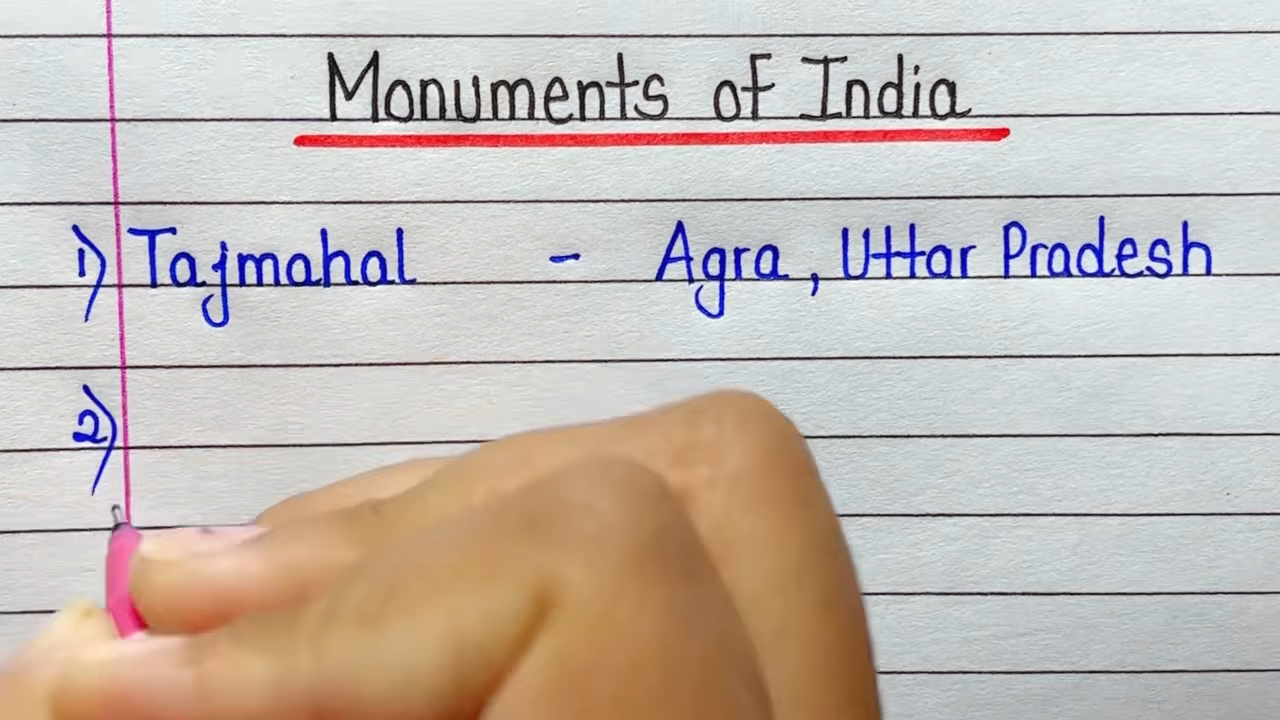 Monuments of India
1) Tajmahal - Agra, Uttar Pradesh
2)